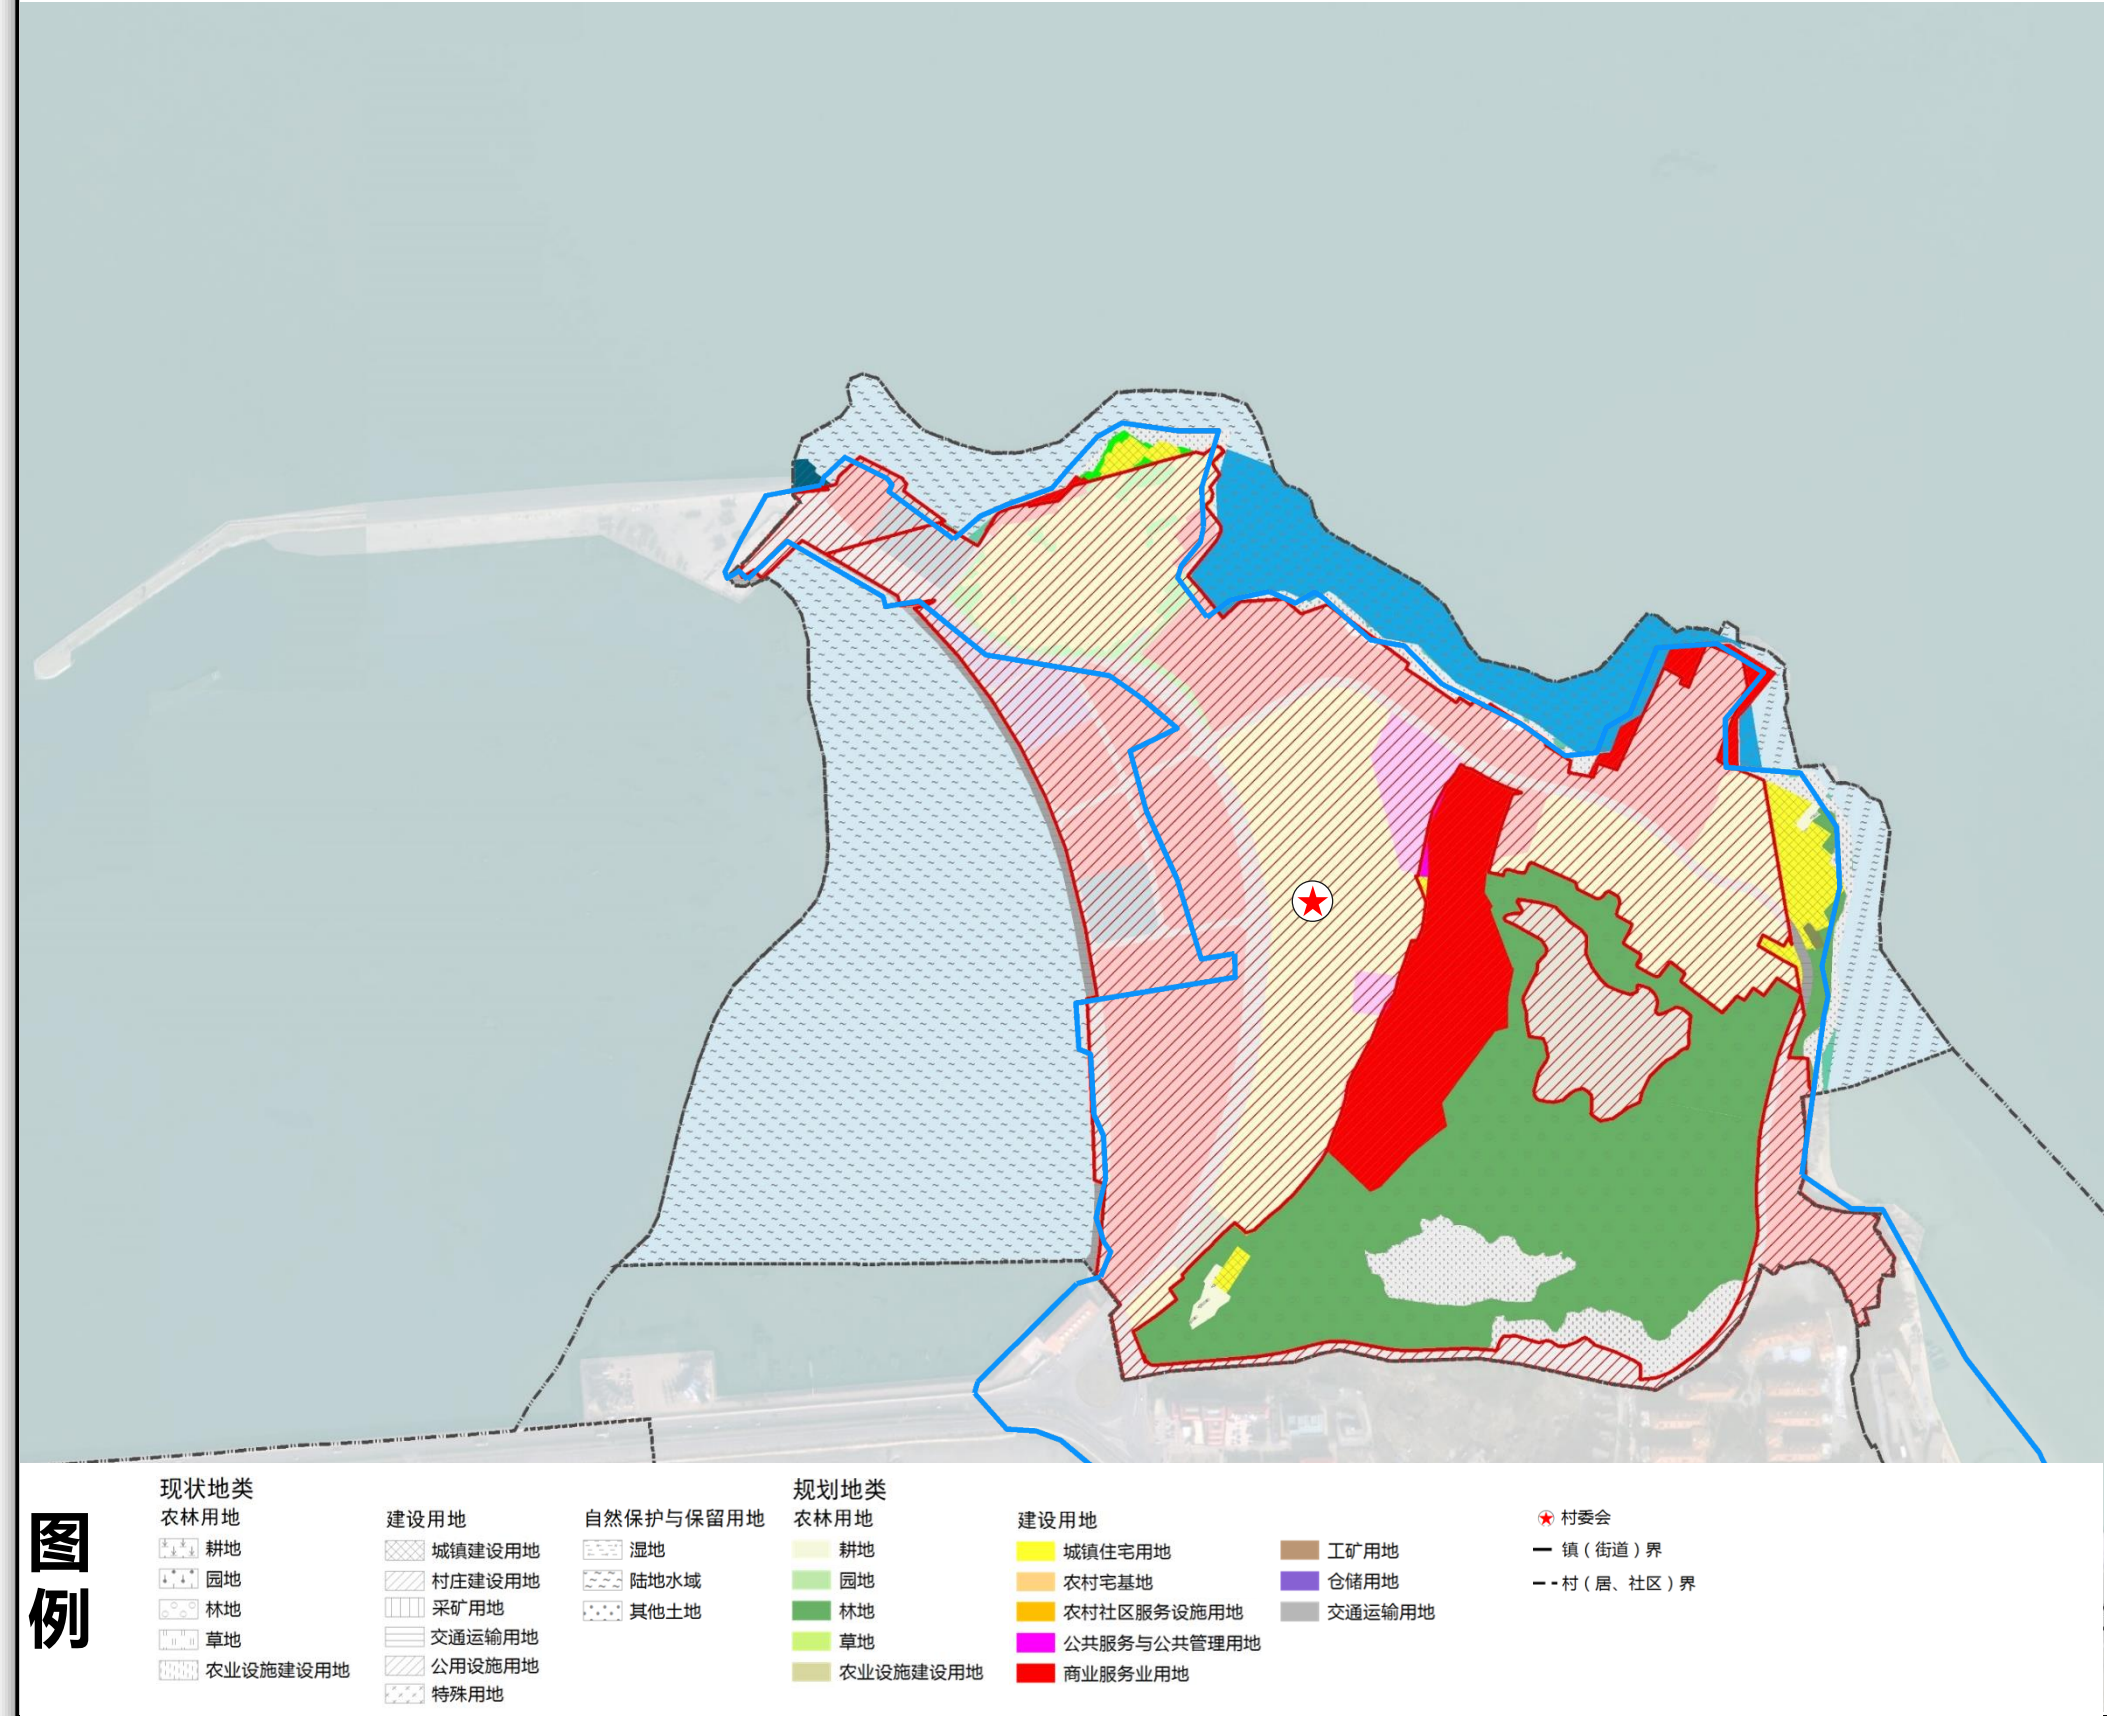 图例
现状地类
农林用地
耕地
园地
林地
草地
农业设施建设用地
建设用地
城镇建设用地
村庄建设用地
采矿用地
交通运输用地
公用设施用地
特殊用地
自然保护与保留用地
湿地
陆地水域
其他土地
规划地类
农林用地
耕地
园地
林地
草地
农业设施建设用地
建设用地
城镇住宅用地
农村宅基地
农村社区服务设施用地
公共服务与公共管理用地
商业服务业用地
工矿用地
仓储用地
交通运输用地
村委会
镇（街道）界
村（居、社区）界